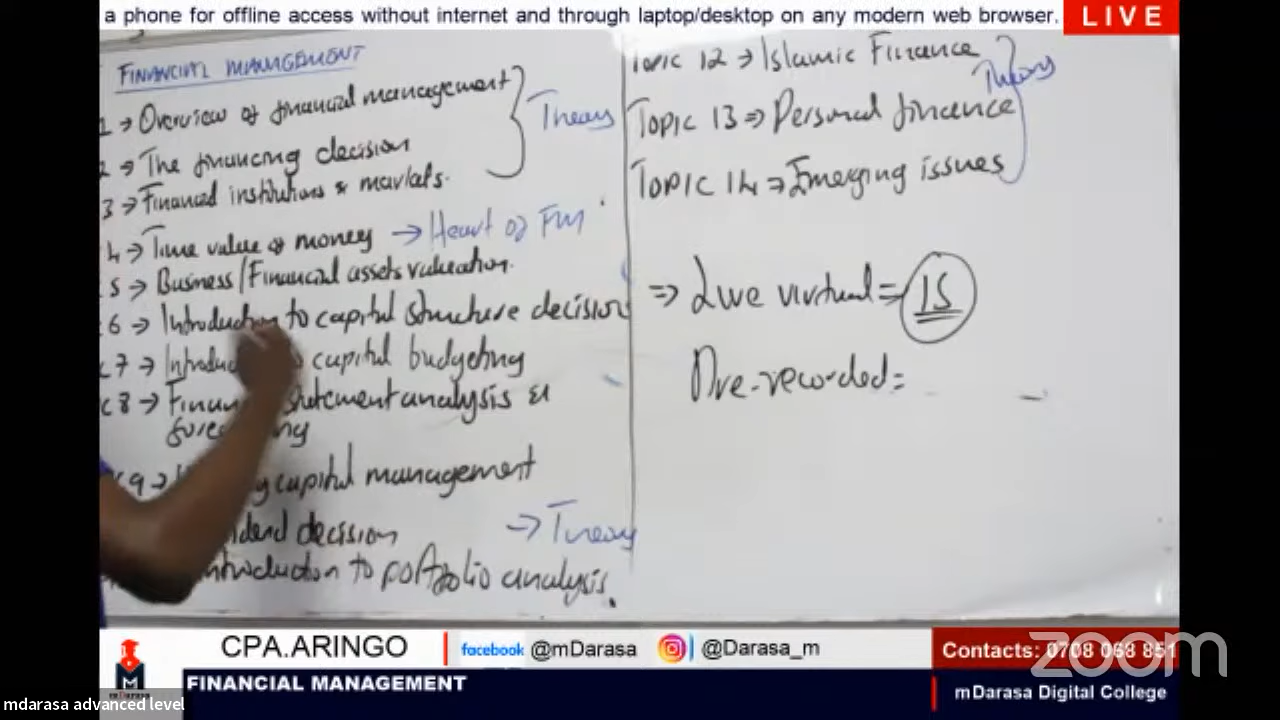 a phone for offline access without internet and through laptop/desktop on any modern web browser.
LIVE
FINANCIAL MANAGEMENT
1 → Overview of financial management
2 → The financing decision
Theory
3 → Financial institutions & markets.
4 → Time value of money → Heart of FM
5 → Business/Financial assets valuation.
6 → Introduction to capital structure decision
7 → to capital budgeting
8 → statement analysis &
9 → capital management
decision → Theory
Introduction to portfolio analysis.
Topic 12 → Islamic Finance
Theory
Topic 13 ⇒ Personal finance
TOPIC 14 ⇒ Emerging issues
⇒ Live virtual = 15
Pre-recorded =
CPA.ARINGO
facebook @mDarasa
@Darasa_m
Contacts: 0708 068 851
zoom
mDarasa
FINANCIAL MANAGEMENT
mDarasa Digital College
mdarasa advanced level